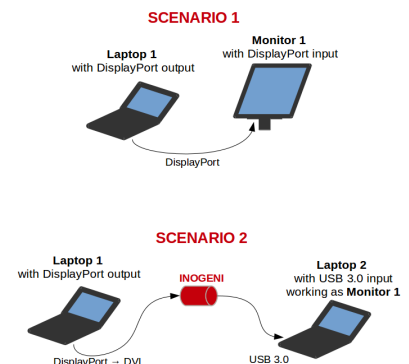 SCENARIO 1
Laptop 1
with DisplayPort output
Monitor 1
with DisplayPort input
DisplayPort
SCENARIO 2
Laptop 1
with DisplayPort output
INOGENI
Laptop 2
with USB 3.0 input
working as Monitor 1
DisplayPort → DVI
USB 3.0